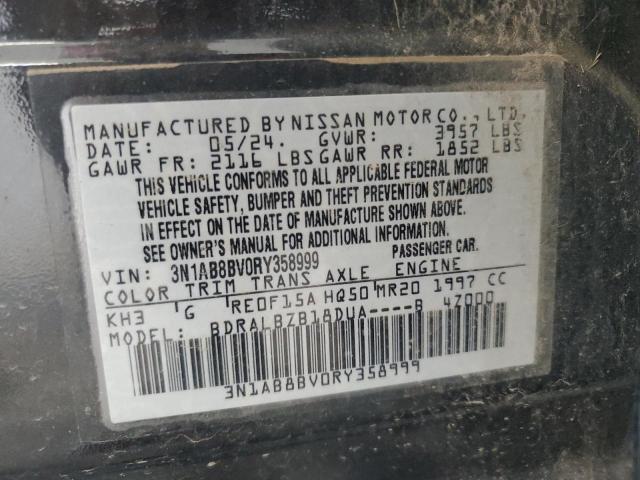 MANUFACTURED BY NISSAN MOTOR CO., LTD.
DATE: 05/24. GVWR: 3957 LBS
GAWR FR: 2116 LBS GAWR RR: 1852 LBS
THIS VEHICLE CONFORMS TO ALL APPLICABLE FEDERAL MOTOR
VEHICLE SAFETY, BUMPER AND THEFT PREVENTION STANDARDS
IN EFFECT ON THE DATE OF MANUFACTURE SHOWN ABOVE.
SEE OWNER'S MANUAL FOR ADDITIONAL INFORMATION.
VIN: 3N1AB8BV0RY358999 PASSENGER CAR.
COLOR TRIM TRANS AXLE ENGINE
KH3 G RE0F15A HQ50 MR20 1997 CC
MODEL: BDRALBZB18DUA----B 4Z000
3N1AB8BV0RY358999